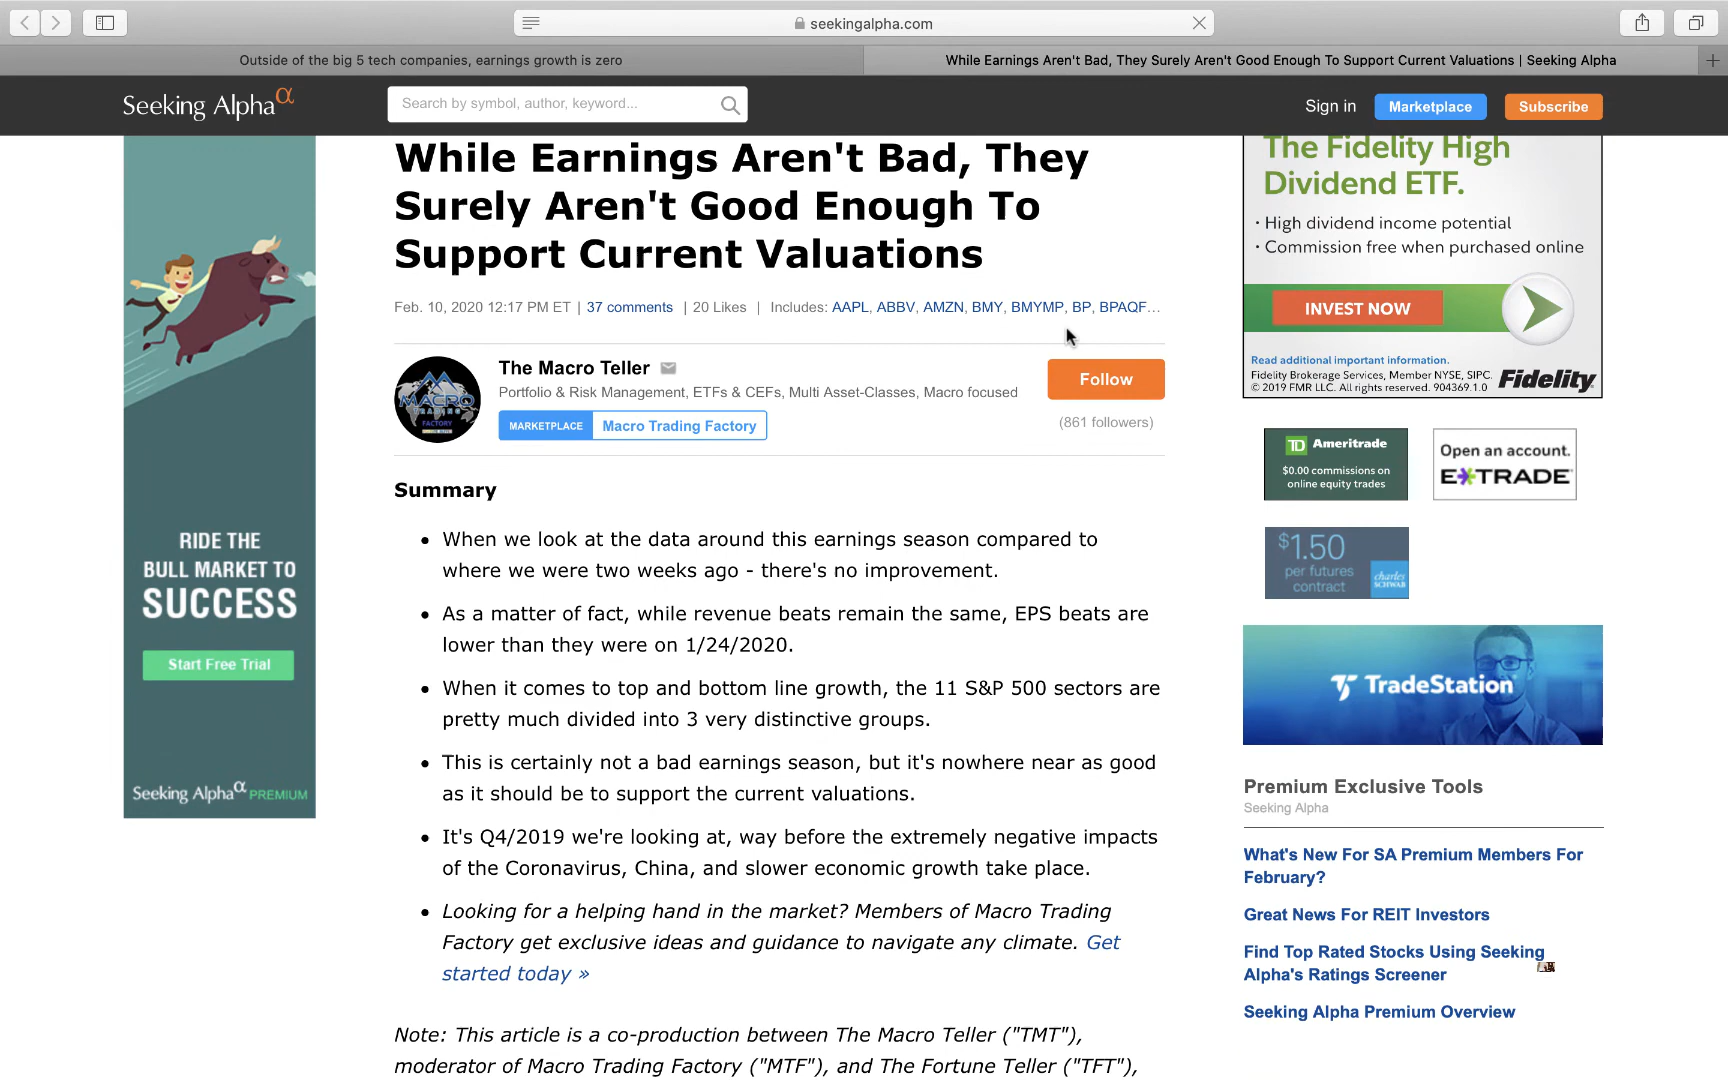 seekingalpha.com
Outside of the big 5 tech companies, earnings growth is zero
While Earnings Aren't Bad, They Surely Aren't Good Enough To Support Current Valuations | Seeking Alpha
Seeking Alpha α
Search by symbol, author, keyword...
Sign in
Marketplace
Subscribe
RIDE THE
BULL MARKET TO
SUCCESS
Start Free Trial
Seeking Alpha α PREMIUM
While Earnings Aren't Bad, They
Surely Aren't Good Enough To
Support Current Valuations
Feb. 10, 2020 12:17 PM ET | 37 comments | 20 Likes | Includes: AAPL, ABBV, AMZN, BMY, BMYMP, BP, BPAQF...
MACRO
TRADING
FACTORY
The Macro Teller
Portfolio & Risk Management, ETFs & CEFs, Multi Asset-Classes, Macro focused
MARKETPLACE Macro Trading Factory
Follow
(861 followers)
Summary
• When we look at the data around this earnings season compared to
where we were two weeks ago - there's no improvement.
• As a matter of fact, while revenue beats remain the same, EPS beats are
lower than they were on 1/24/2020.
• When it comes to top and bottom line growth, the 11 S&P 500 sectors are
pretty much divided into 3 very distinctive groups.
• This is certainly not a bad earnings season, but it's nowhere near as good
as it should be to support the current valuations.
• It's Q4/2019 we're looking at, way before the extremely negative impacts
of the Coronavirus, China, and slower economic growth take place.
• Looking for a helping hand in the market? Members of Macro Trading
Factory get exclusive ideas and guidance to navigate any climate. Get
started today »
Note: This article is a co-production between The Macro Teller ("TMT"),
moderator of Macro Trading Factory ("MTF"), and The Fortune Teller ("TFT"),
The Fidelity High
Dividend ETF.
· High dividend income potential
· Commission free when purchased online
INVEST NOW
Read additional important information.
Fidelity Brokerage Services, Member NYSE, SIPC.
© 2019 FMR LLC. All rights reserved. 904369.1.0
Fidelity
TD Ameritrade
$0.00 commissions on
online equity trades
Open an account.
E*TRADE
$1.50
per futures
contract
charles
SCHWAB
TradeStation
Premium Exclusive Tools
Seeking Alpha
What's New For SA Premium Members For
February?
Great News For REIT Investors
Find Top Rated Stocks Using Seeking
Alpha's Ratings Screener
Seeking Alpha Premium Overview